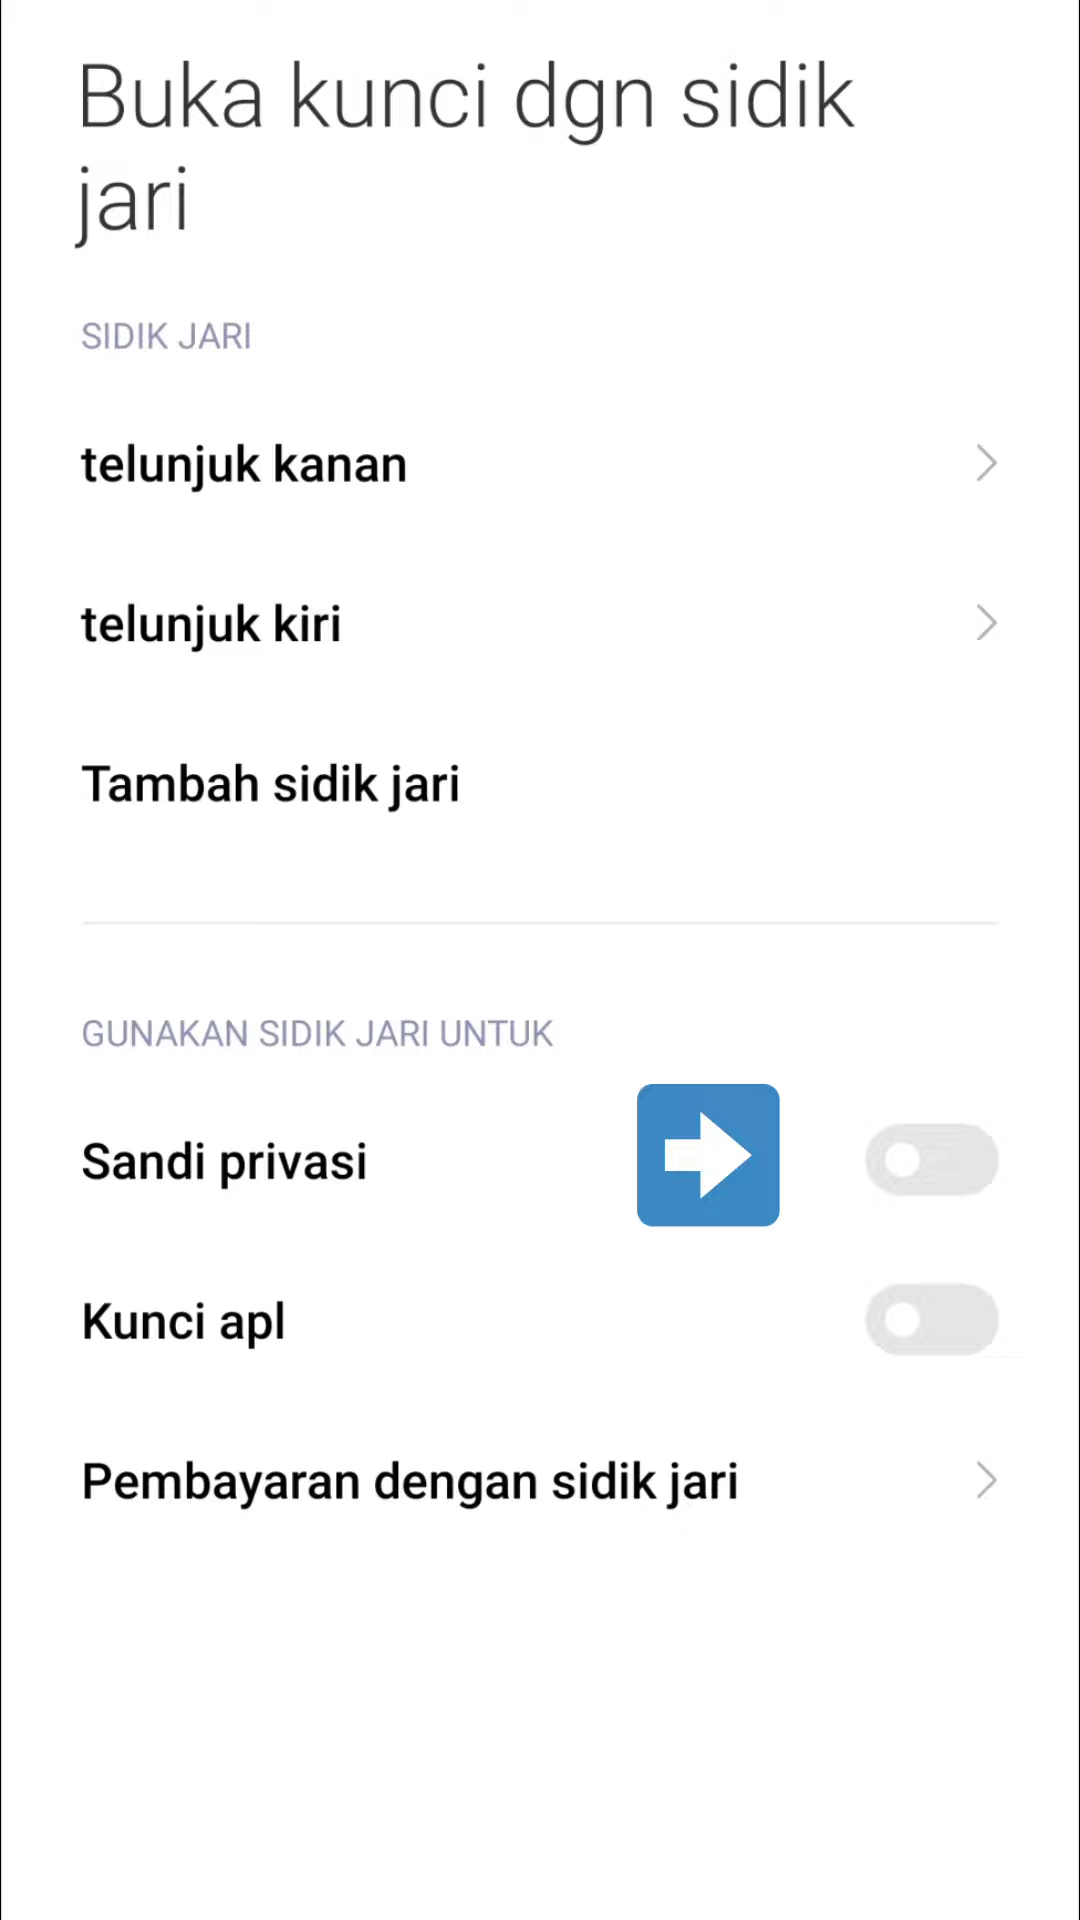 Buka kunci dgn sidik
jari
SIDIK JARI
telunjuk kanan
telunjuk kiri
Tambah sidik jari
GUNAKAN SIDIK JARI UNTUK
Sandi privasi
Kunci apl
Pembayaran dengan sidik jari